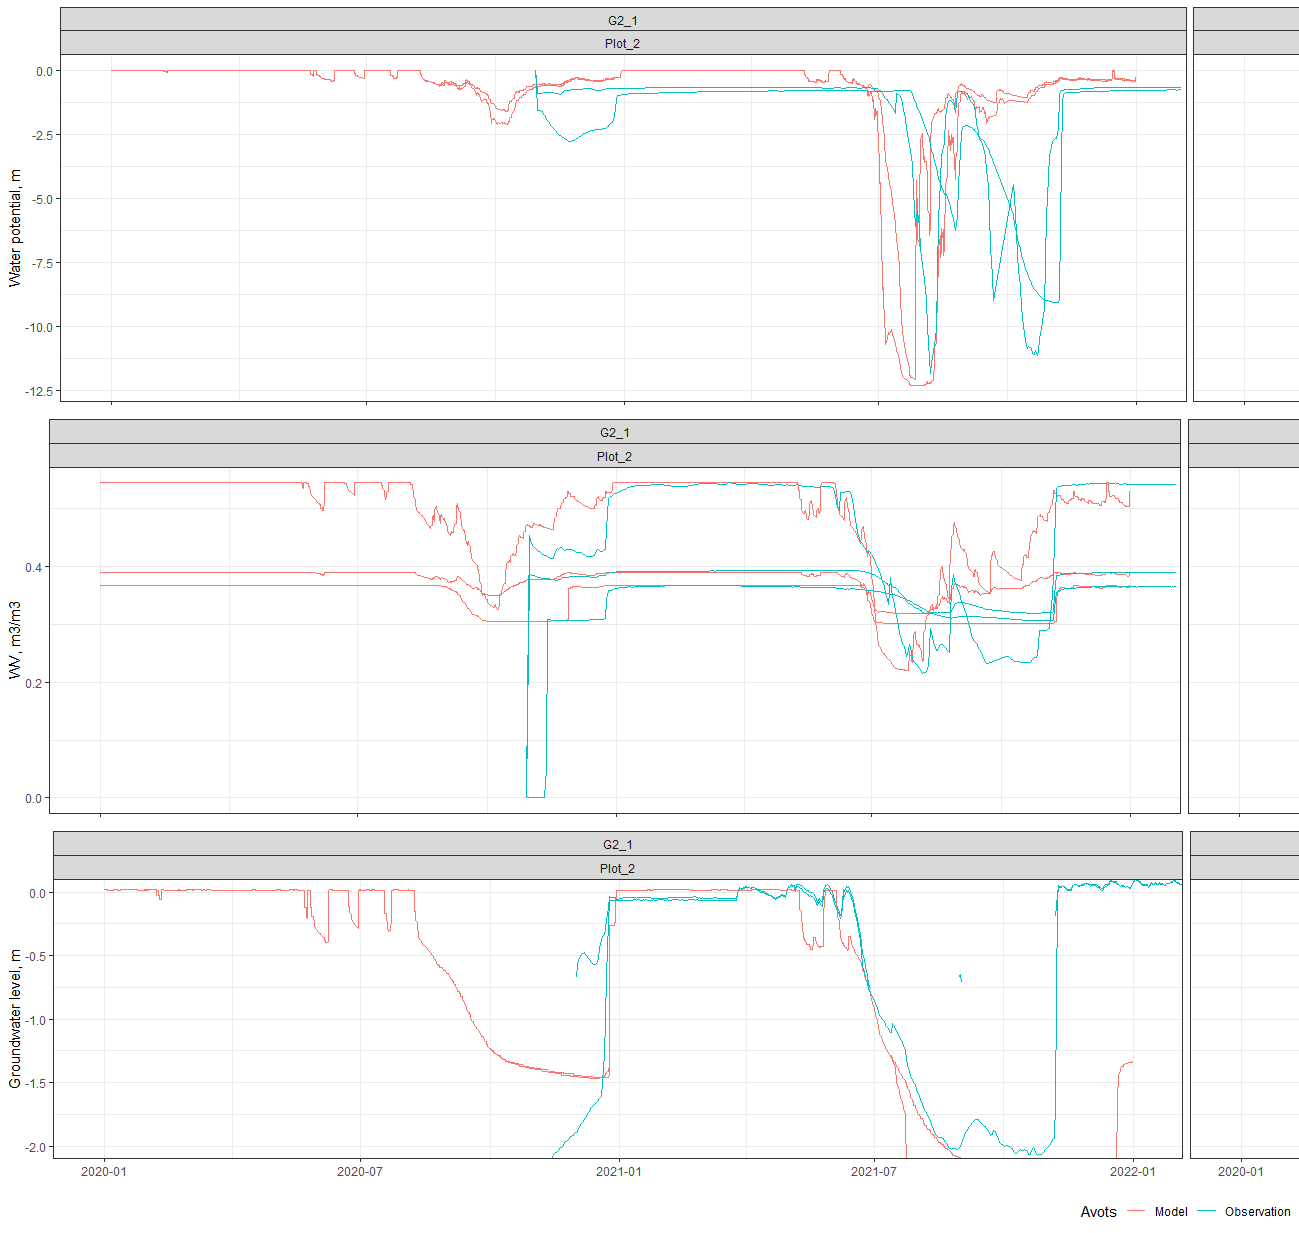 G2_1
Plot_2
Water potential, m
0.0
-2.5
-5.0
-7.5
-10.0
-12.5
G2_1
Plot_2
WV, m3/m3
0.4
0.2
0.0
G2_1
Plot_2
Groundwater level, m
0.0
-0.5
-1.0
-1.5
-2.0
2020-01 2020-07 2021-01 2021-07 2022-01 2020-01
Avots Model Observation